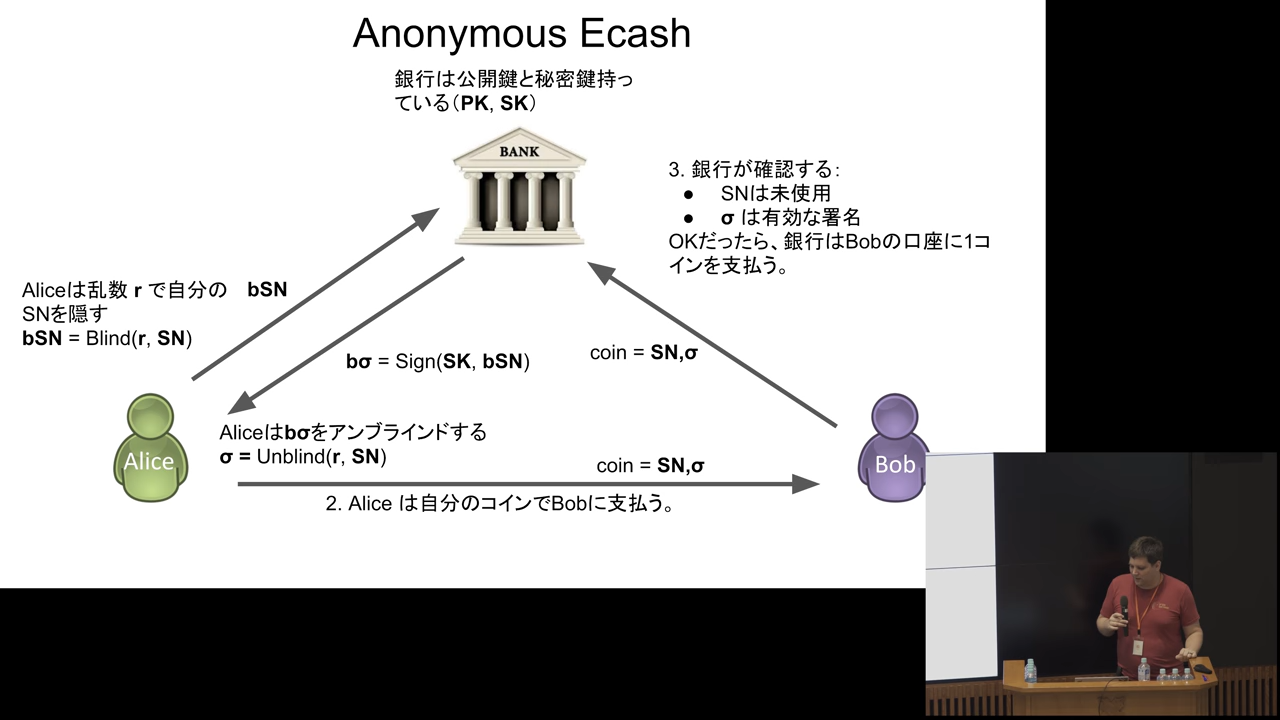 Anonymous Ecash
銀行は公開鍵と秘密鍵持っ
ている（PK, SK）
BANK
3. 銀行が確認する：
● SNは未使用
● σ は有効な署名
OKだったら、銀行はBobの口座に1コ
インを支払う。
Aliceは乱数 r で自分の
SNを隠す
bSN = Blind(r, SN)
bSN
bσ = Sign(SK, bSN)
coin = SN,σ
Aliceはbσをアンブラインドする
σ = Unblind(r, SN)
Alice
coin = SN,σ
Bob
2. Alice は自分のコインでBobに支払う。